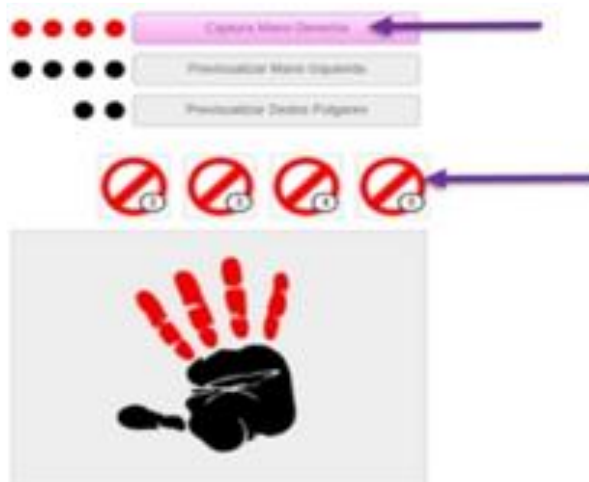 Captura Mano Derecha
Previsualizar Mano Izquierda
Previsualizar Dedos Pulgares